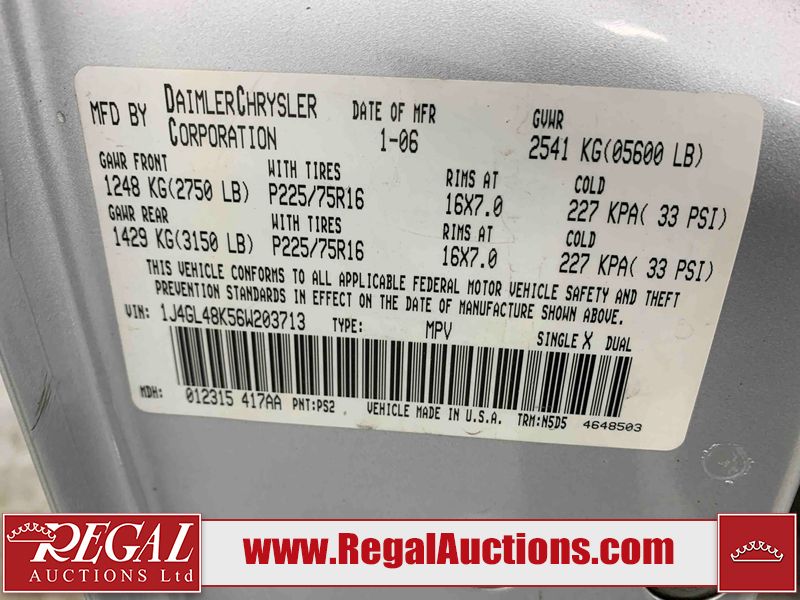 MFD BY DAIMLERCHRYSLER CORPORATION DATE OF MFR 1-06 GVWR 2541 KG(05600 LB)
GAWR FRONT WITH TIRES RIMS AT COLD
1248 KG(2750 LB) P225/75R16 16X7.0 227 KPA( 33 PSI)
GAWR REAR WITH TIRES RIMS AT COLD
1429 KG(3150 LB) P225/75R16 16X7.0 227 KPA( 33 PSI)
THIS VEHICLE CONFORMS TO ALL APPLICABLE FEDERAL MOTOR VEHICLE SAFETY AND THEFT
PREVENTION STANDARDS IN EFFECT ON THE DATE OF MANUFACTURE SHOWN ABOVE.
VIN: 1J4GL48K56W203713 TYPE: MPV SINGLE X DUAL
MDH: 012315 417AA PNT:PS2 VEHICLE MADE IN U.S.A. TRM:N5D5 4648503
REGAL
AUCTIONS Ltd
www.RegalAuctions.com